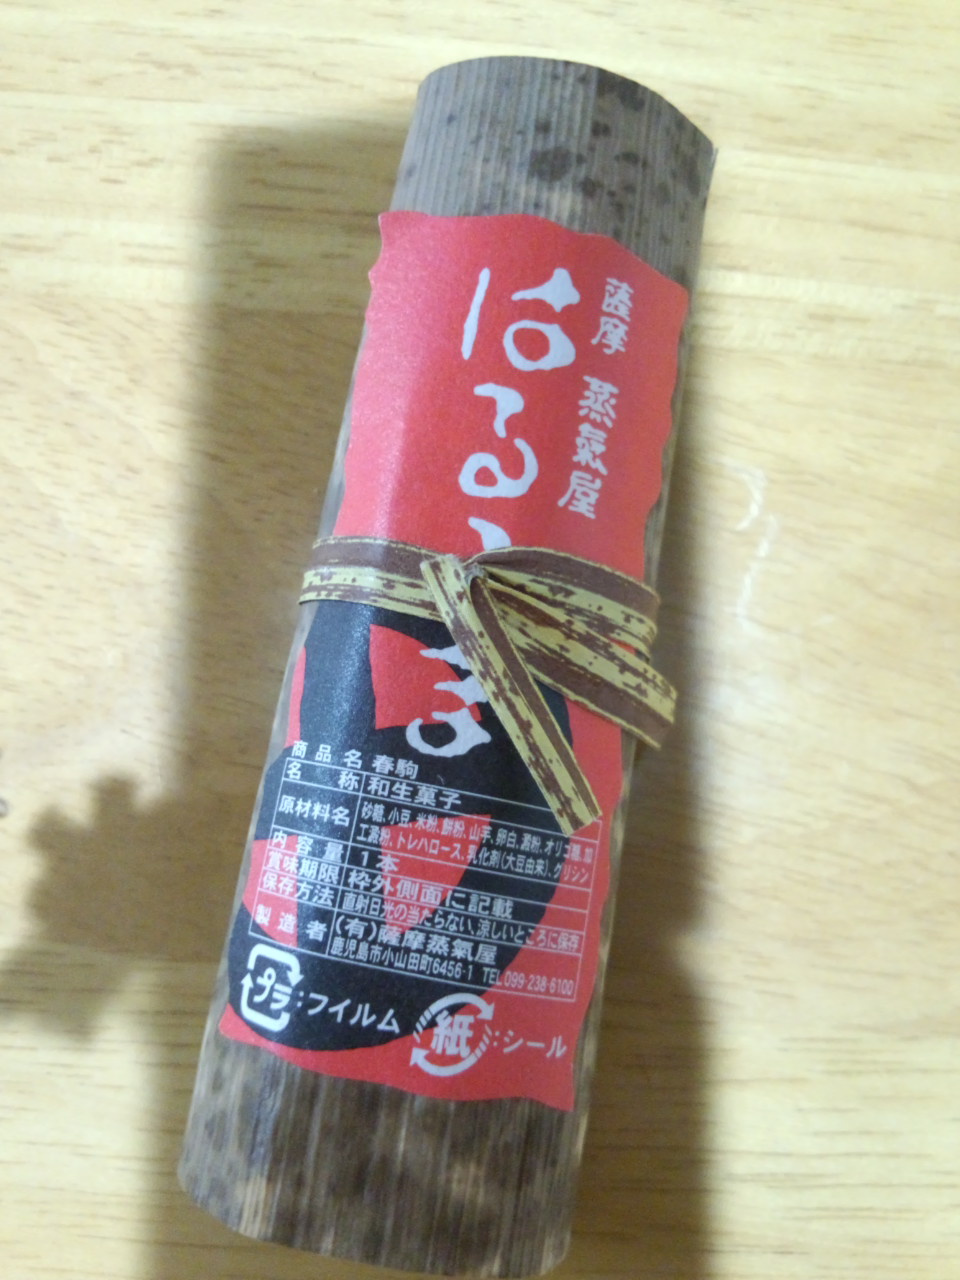 薩摩 蒸氣屋
はるこま
商品名 春駒
名称 和生菓子
原材料名 砂糖、小豆、米粉、餅粉、山芋、卵白、澱粉、オリゴ糖、加
工澱粉、トレハロース、乳化剤(大豆由来)、グリシン
内容量 1本
賞味期限 枠外側面に記載
保存方法 直射日光の当たらない、涼しいところに保存
製造者 (有)薩摩蒸氣屋
鹿児島市小山田町6456-1 TEL 099-238-6100
プラ:フイルム
紙:シール